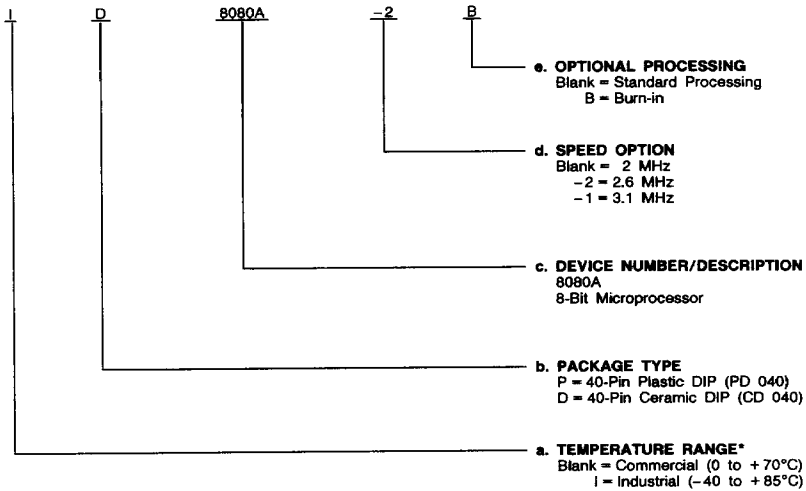 I D 8080A -2 B
e. OPTIONAL PROCESSING
Blank = Standard Processing
B = Burn-in
d. SPEED OPTION
Blank = 2 MHz
-2 = 2.6 MHz
-1 = 3.1 MHz
c. DEVICE NUMBER/DESCRIPTION
8080A
8-Bit Microprocessor
b. PACKAGE TYPE
P = 40-Pin Plastic DIP (PD 040)
D = 40-Pin Ceramic DIP (CD 040)
a. TEMPERATURE RANGE*
Blank = Commercial (0 to +70°C)
I = Industrial (-40 to +85°C)